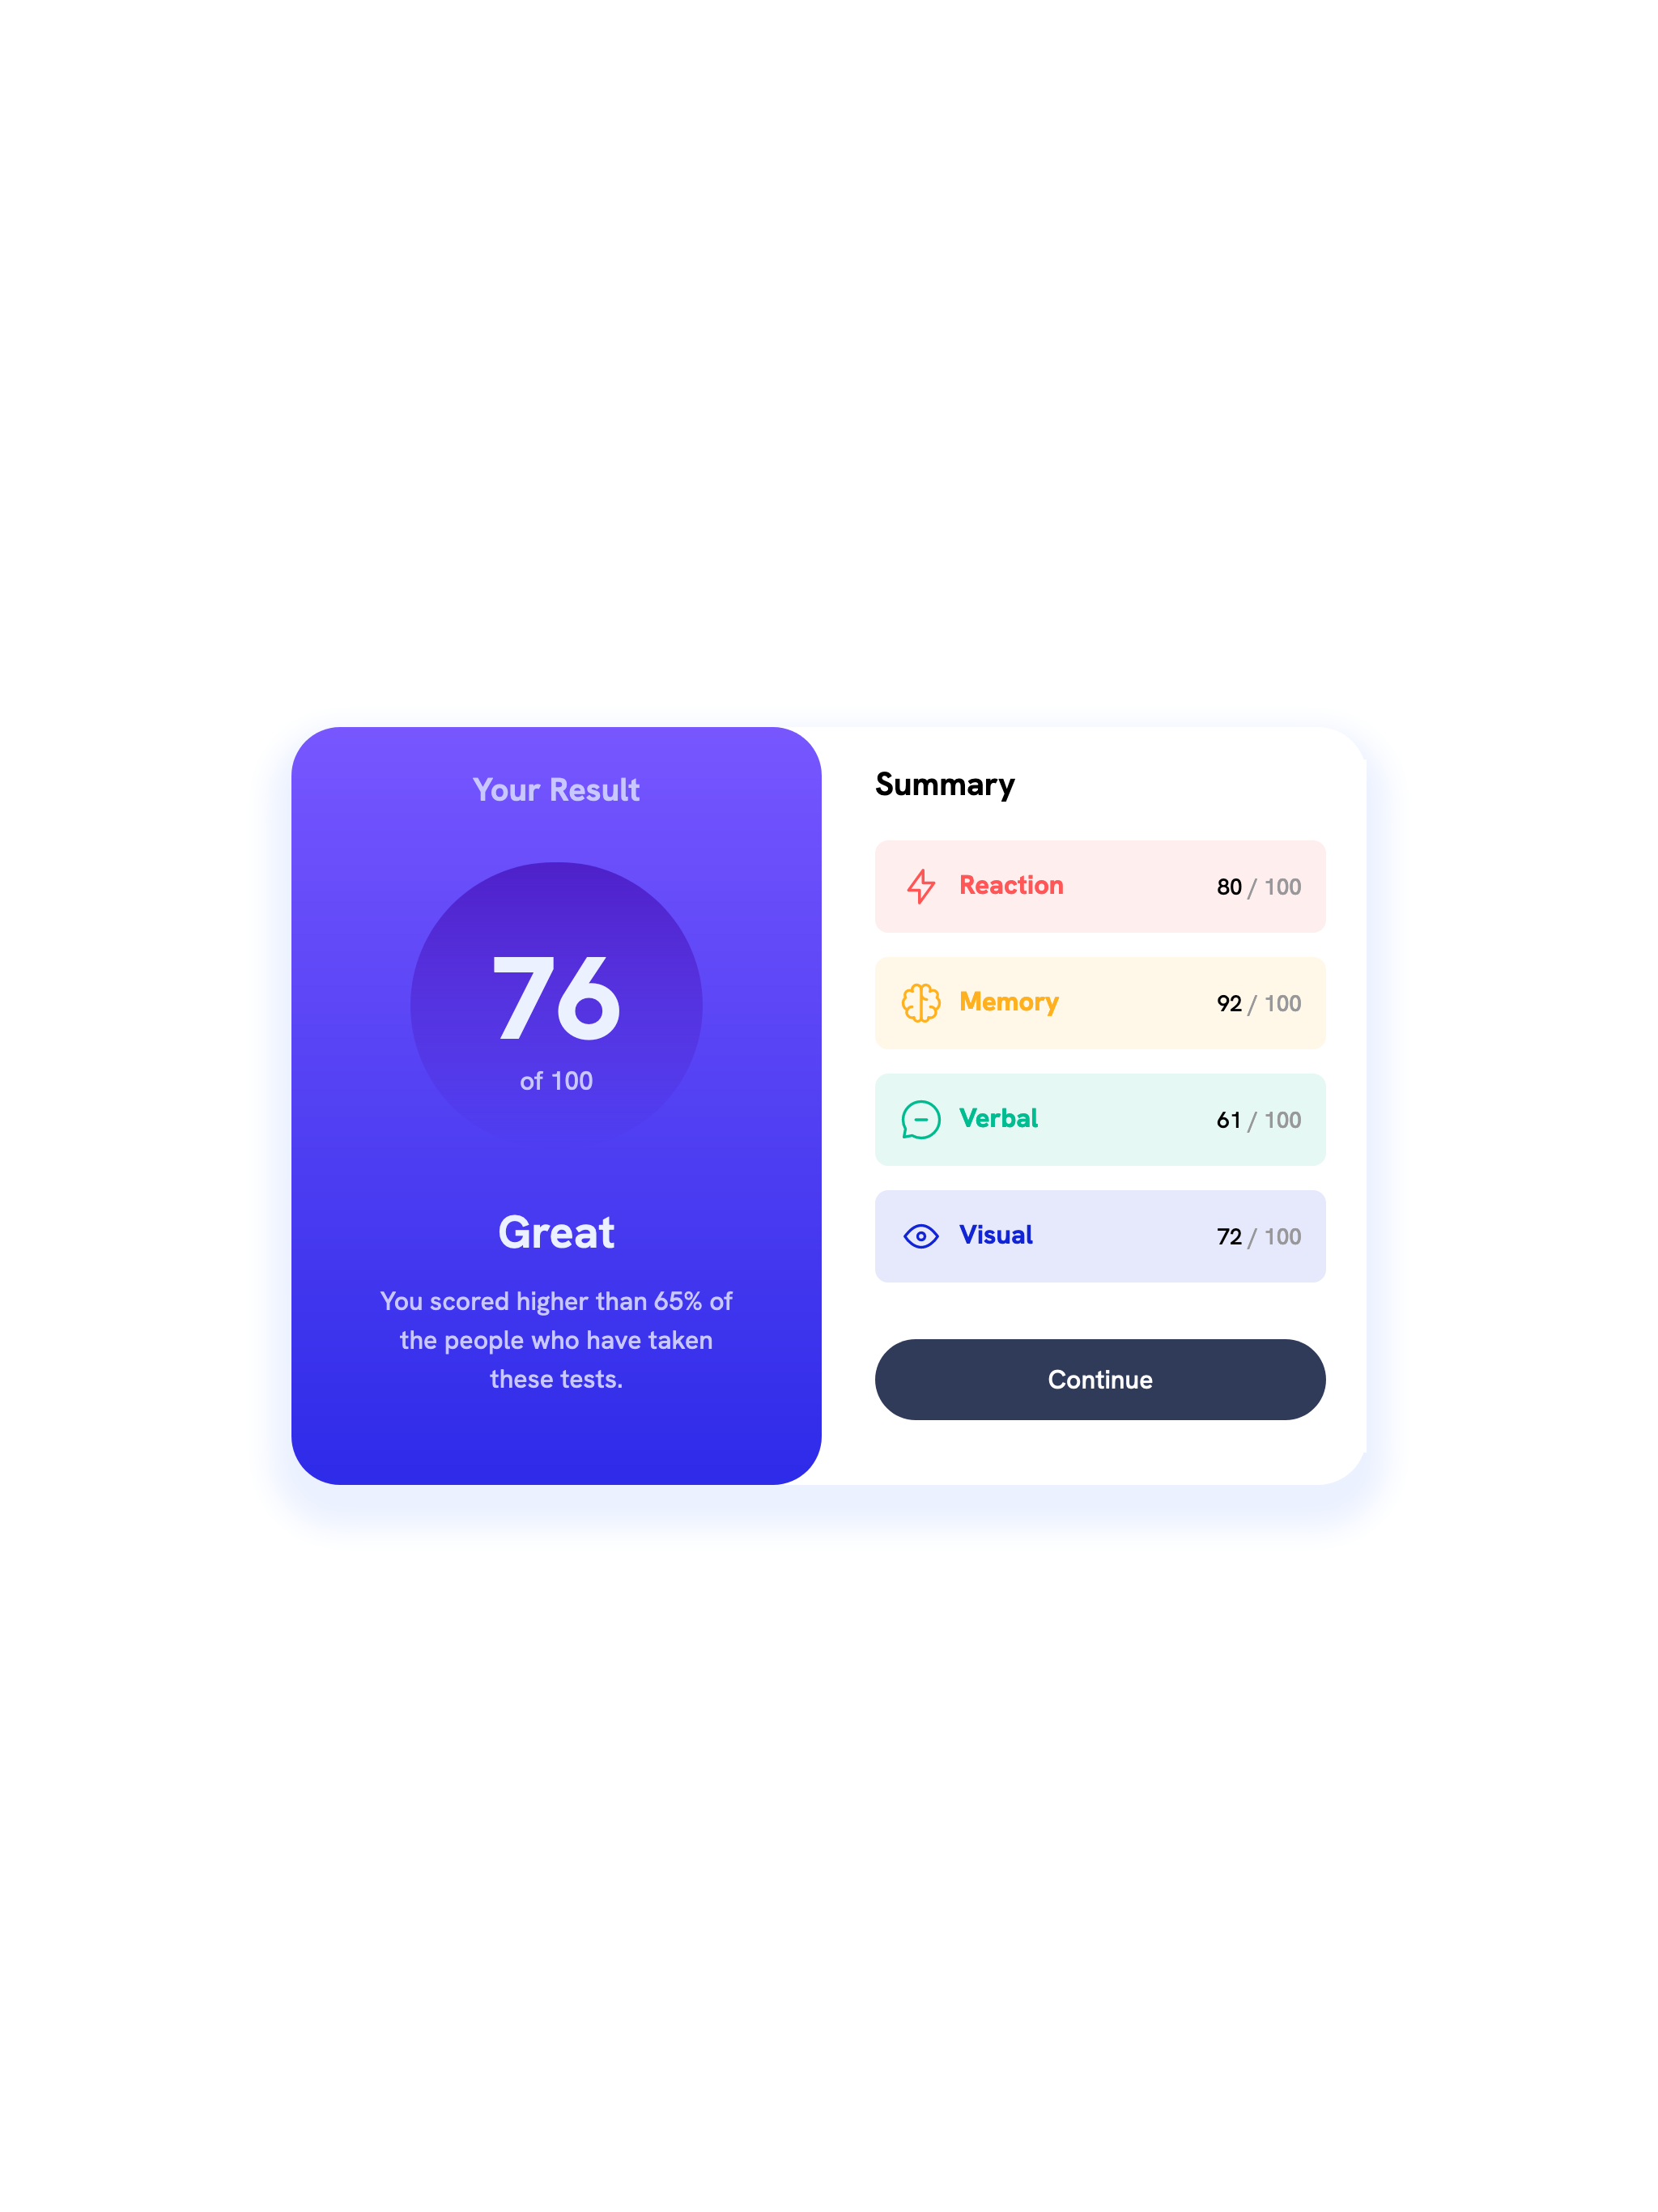 Your Result
76
of 100
Great
You scored higher than 65% of
the people who have taken
these tests.
Summary
Reaction 80 / 100
Memory 92 / 100
Verbal 61 / 100
Visual 72 / 100
Continue